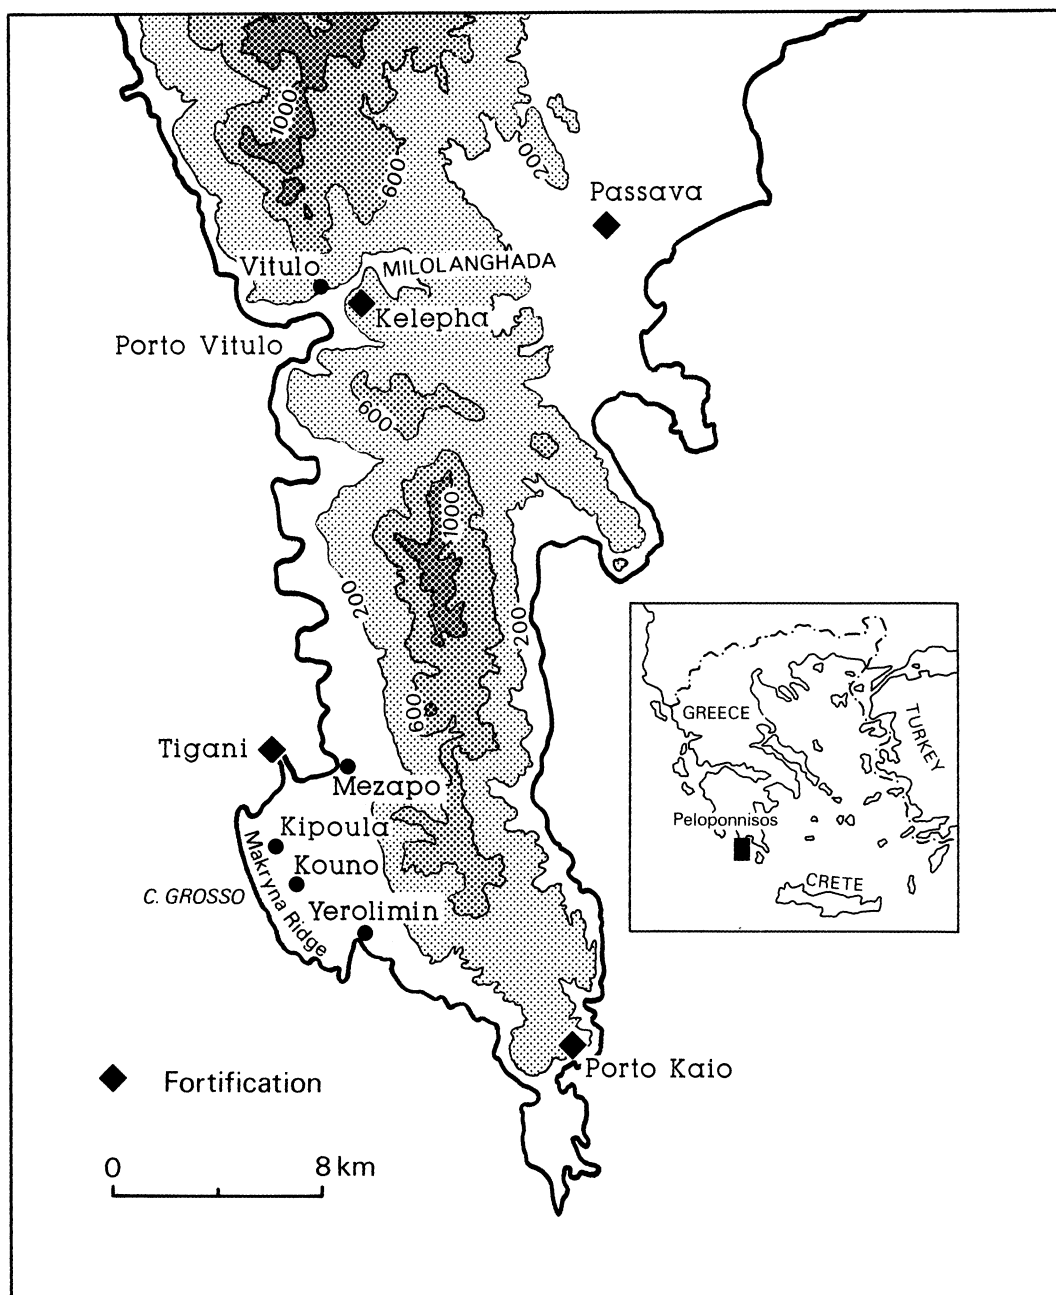 1000
600
200
Passava
Vitulo
MILOLANGHADA
Kelepha
Porto Vitulo
600
1000
200
200
600
Tigani
Mezapo
Kipoula
Makryna Ridge
Kouno
C. GROSSO
Yerolimin
Porto Kaio
Fortification
0 8 km
GREECE
TURKEY
Peloponnisos
CRETE